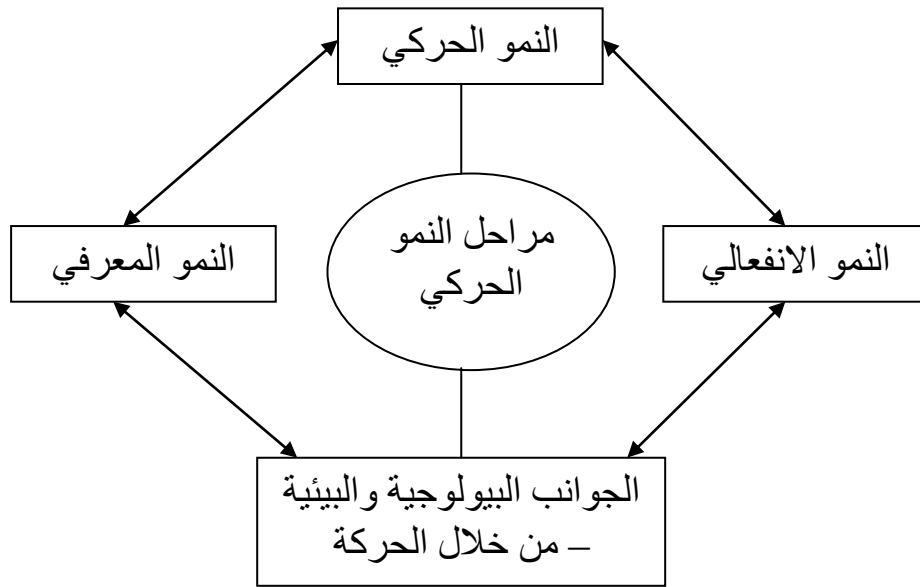 النمو الحركي
مراحل النمو
الحركي
النمو الانفعالي
النمو المعرفي
الجوانب البيولوجية والبيئية
– من خلال الحركة